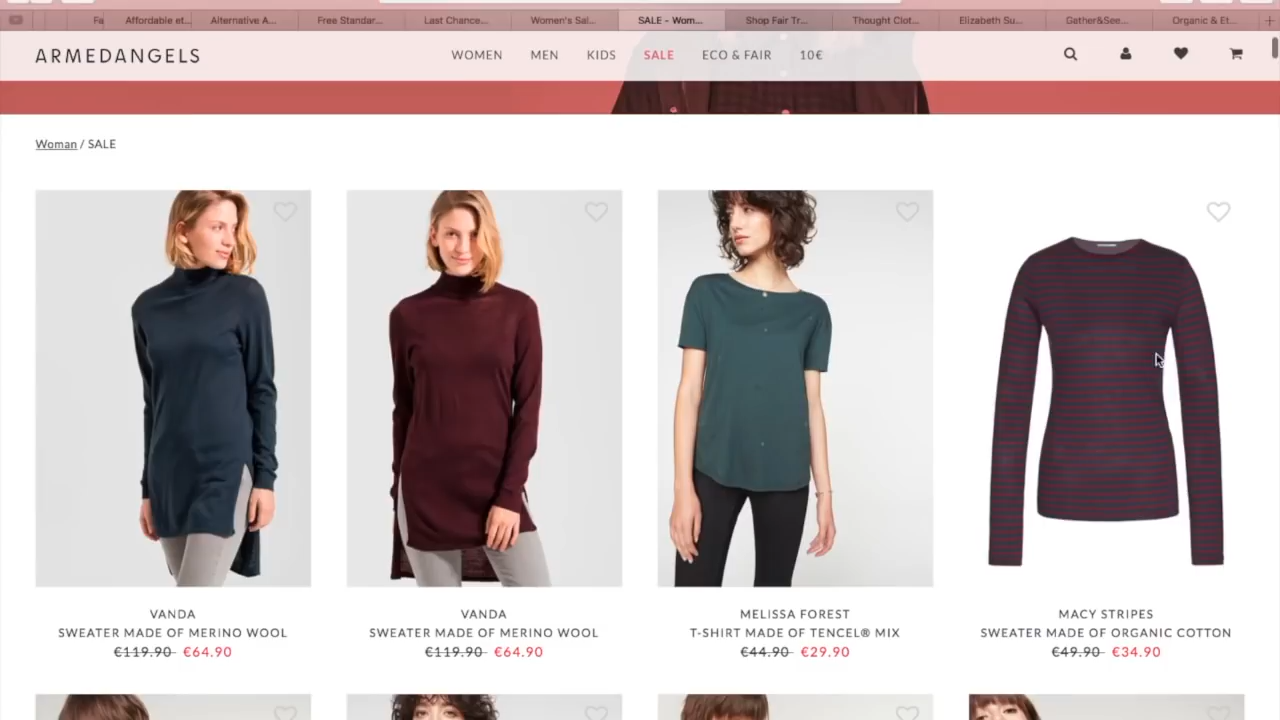 Fa Affordable et... Alternative A... Free Standar... Last Chance... Women's Sal... SALE - Wom... Shop Fair Tr... Thought Clot... Elizabeth Su... Gather&See... Organic & Et... +
ARMEDANGELS WOMEN MEN KIDS SALE ECO & FAIR 10€
Woman / SALE
VANDA
SWEATER MADE OF MERINO WOOL
€119.90 €64.90
VANDA
SWEATER MADE OF MERINO WOOL
€119.90 €64.90
MELISSA FOREST
T-SHIRT MADE OF TENCEL® MIX
€44.90 €29.90
MACY STRIPES
SWEATER MADE OF ORGANIC COTTON
€49.90 €34.90